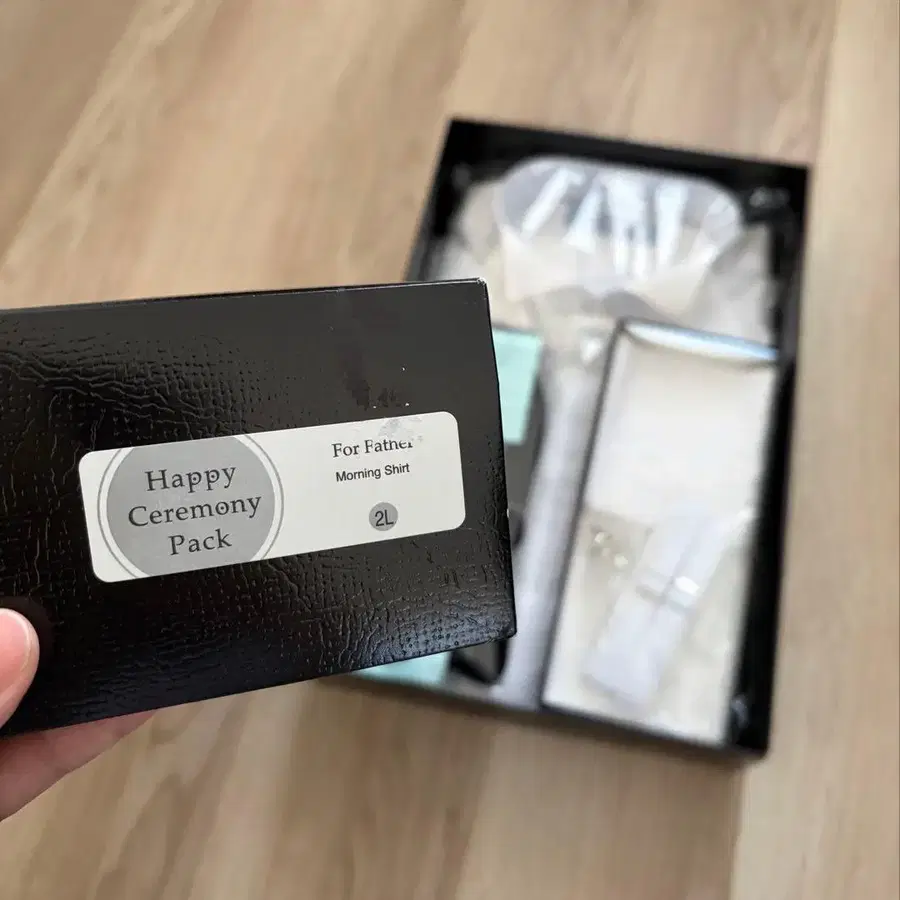 Happy
Ceremony
Pack
For Father
Morning Shirt
2L